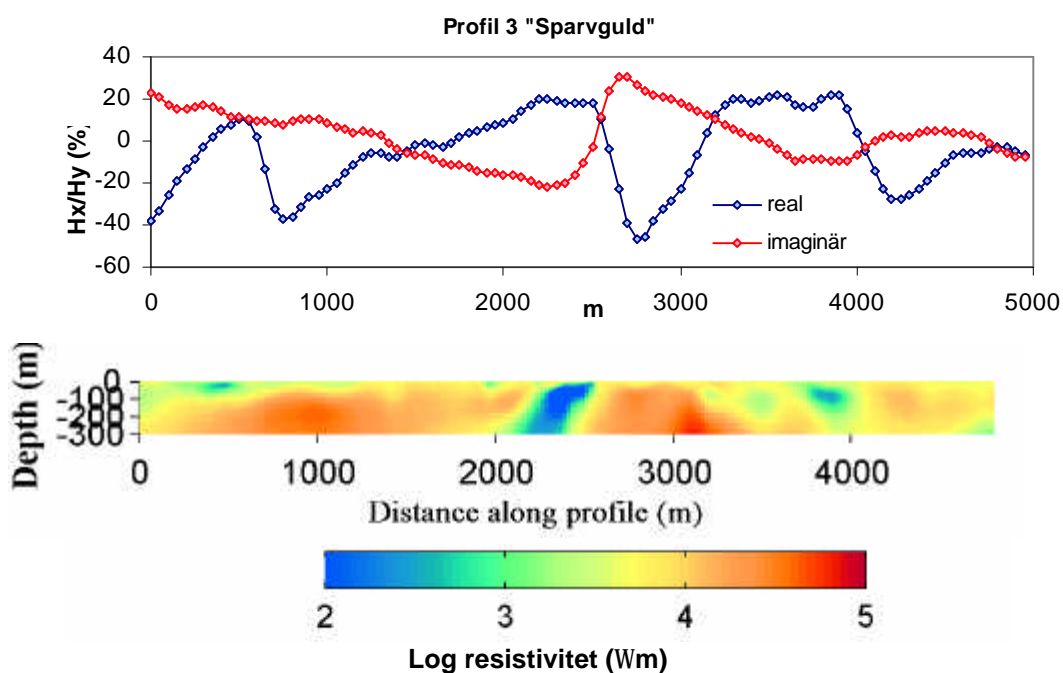 Profil 3 "Sparvguld"
Hx/Hy (%)
40
20
0
-20
-40
-60
real
imaginär
0 1000 2000 3000 4000 5000
m
Depth (m)
0
-100
-200
-300
0 1000 2000 3000 4000
Distance along profile (m)
2 3 4 5
Log resistivitet (Wm)